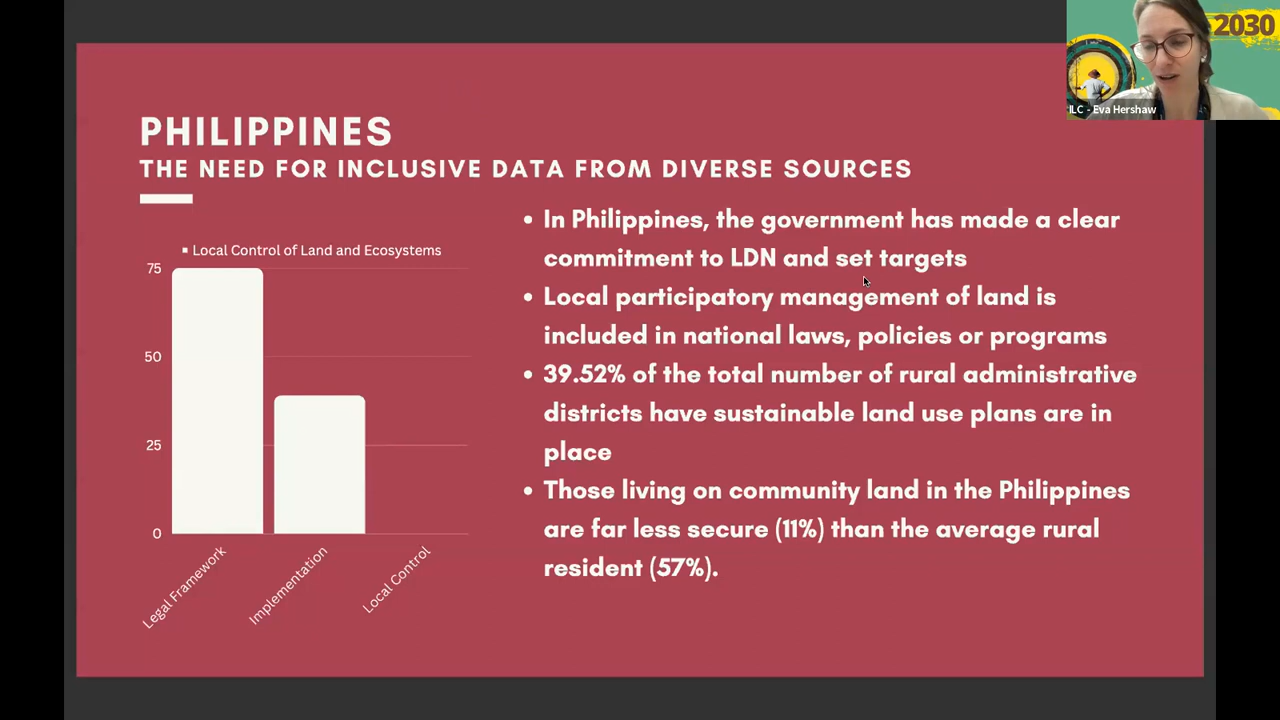 2030
ILC - Eva Hershaw
PHILIPPINES
THE NEED FOR INCLUSIVE DATA FROM DIVERSE SOURCES
Local Control of Land and Ecosystems
75
50
25
0
Legal Framework
Implementation
Local Control
• In Philippines, the government has made a clear
commitment to LDN and set targets
• Local participatory management of land is
included in national laws, policies or programs
• 39.52% of the total number of rural administrative
districts have sustainable land use plans are in
place
• Those living on community land in the Philippines
are far less secure (11%) than the average rural
resident (57%).